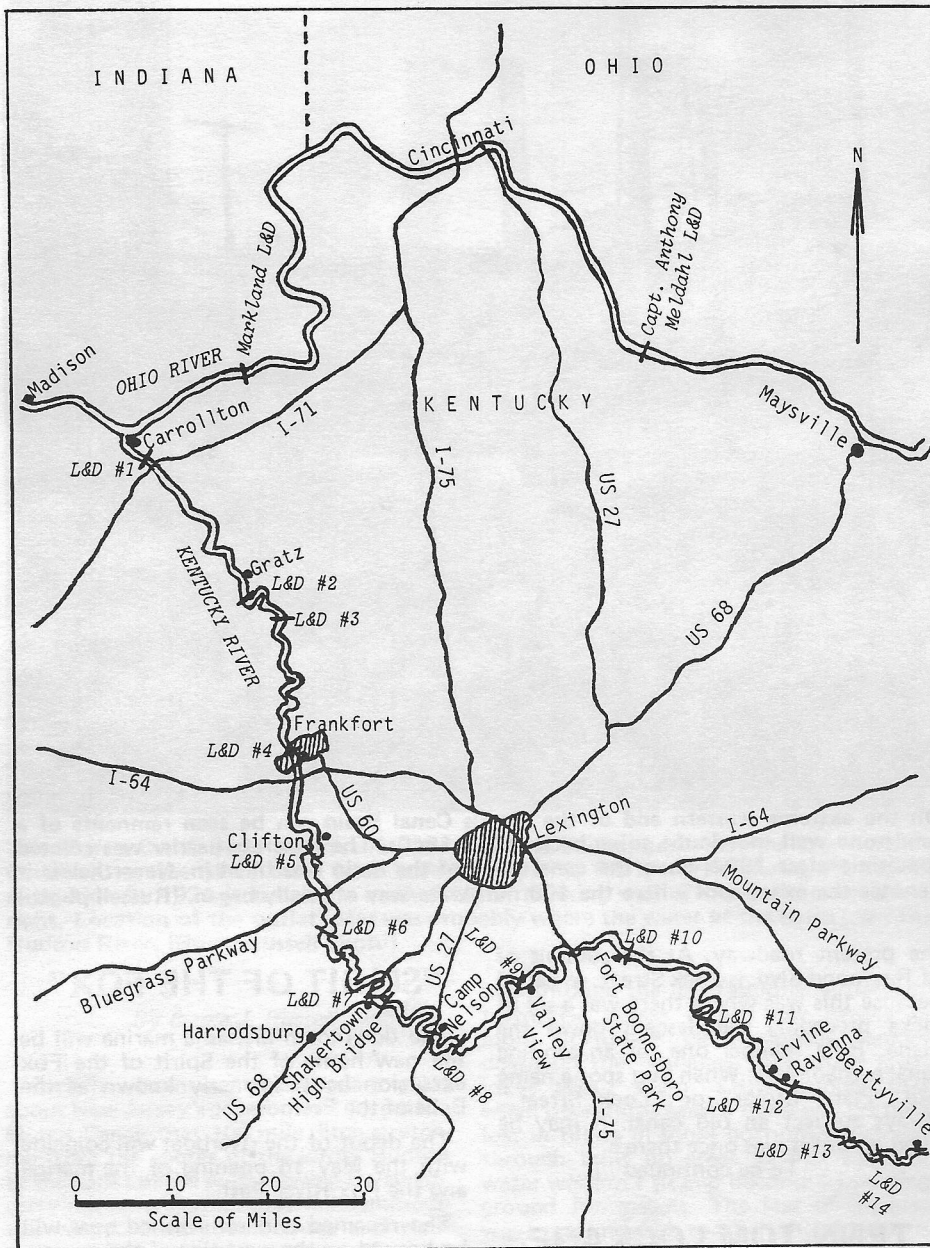 INDIANA
OHIO
Cincinnati
N
Markland L&D
Capt. Anthony
Meldahl L&D
Madison
OHIO RIVER
Carrollton
I-71
KENTUCKY
Maysville
L&D #1
I-75
US 27
KENTUCKY RIVER
Gratz
L&D #2
L&D #3
US 68
Frankfort
L&D #4
I-64
US 60
Lexington
I-64
Clifton
L&D #5
Mountain Parkway
L&D #6
US 27
L&D #9
L&D #10
Bluegrass Parkway
L&D #7
Camp
Nelson
Valley
View
Fort Boonesboro
State Park
L&D #11
Harrodsburg
Shakertown
High Bridge
Irvine
Ravenna
Beattyville
US 68
L&D #8
I-75
L&D #12
L&D #13
L&D #14
0 10 20 30
Scale of Miles